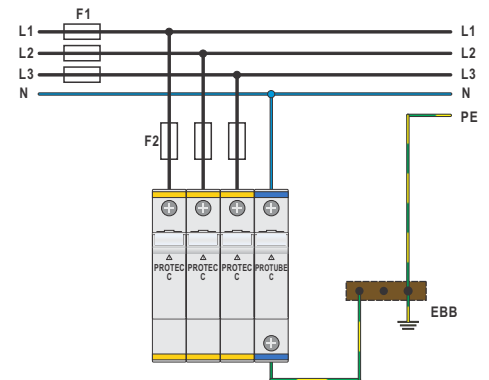 F1
L1 L1
L2 L2
L3 L3
N N
PE
F2
PROTEC PROTEC PROTEC PROTUBE
C C C C
EBB